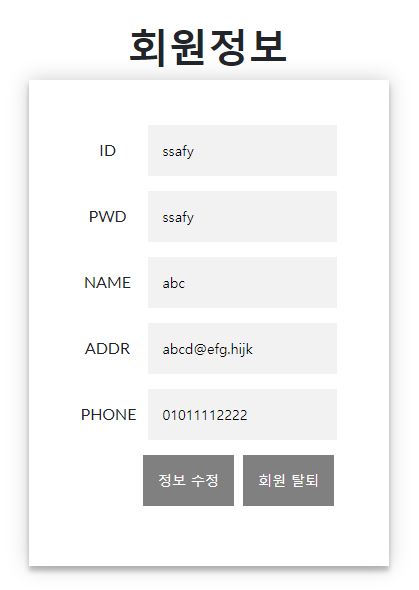 회원정보
ID ssafy
PWD ssafy
NAME abc
ADDR abcd@efg.hijk
PHONE 01011112222
정보 수정 회원 탈퇴